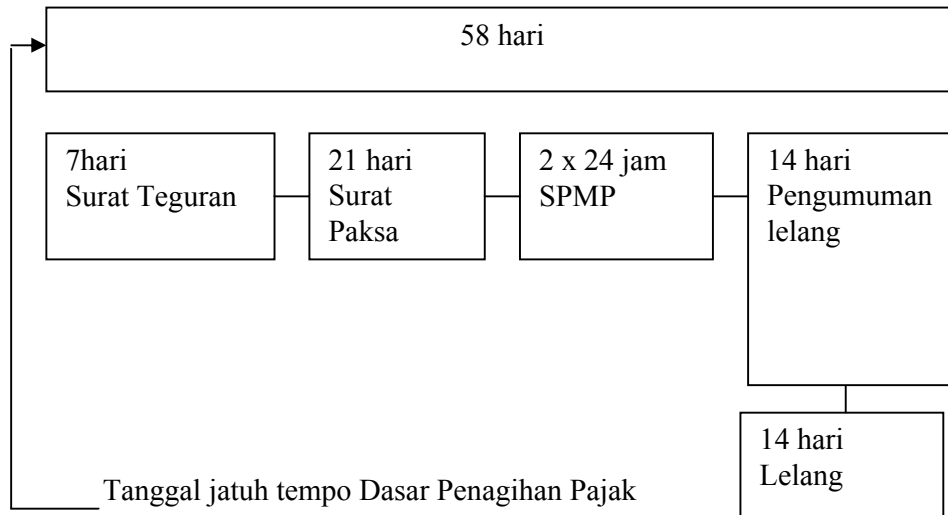 58 hari
7hari
Surat Teguran
21 hari
Surat
Paksa
2 x 24 jam
SPMP
14 hari
Pengumuman
lelang
14 hari
Lelang
Tanggal jatuh tempo Dasar Penagihan Pajak